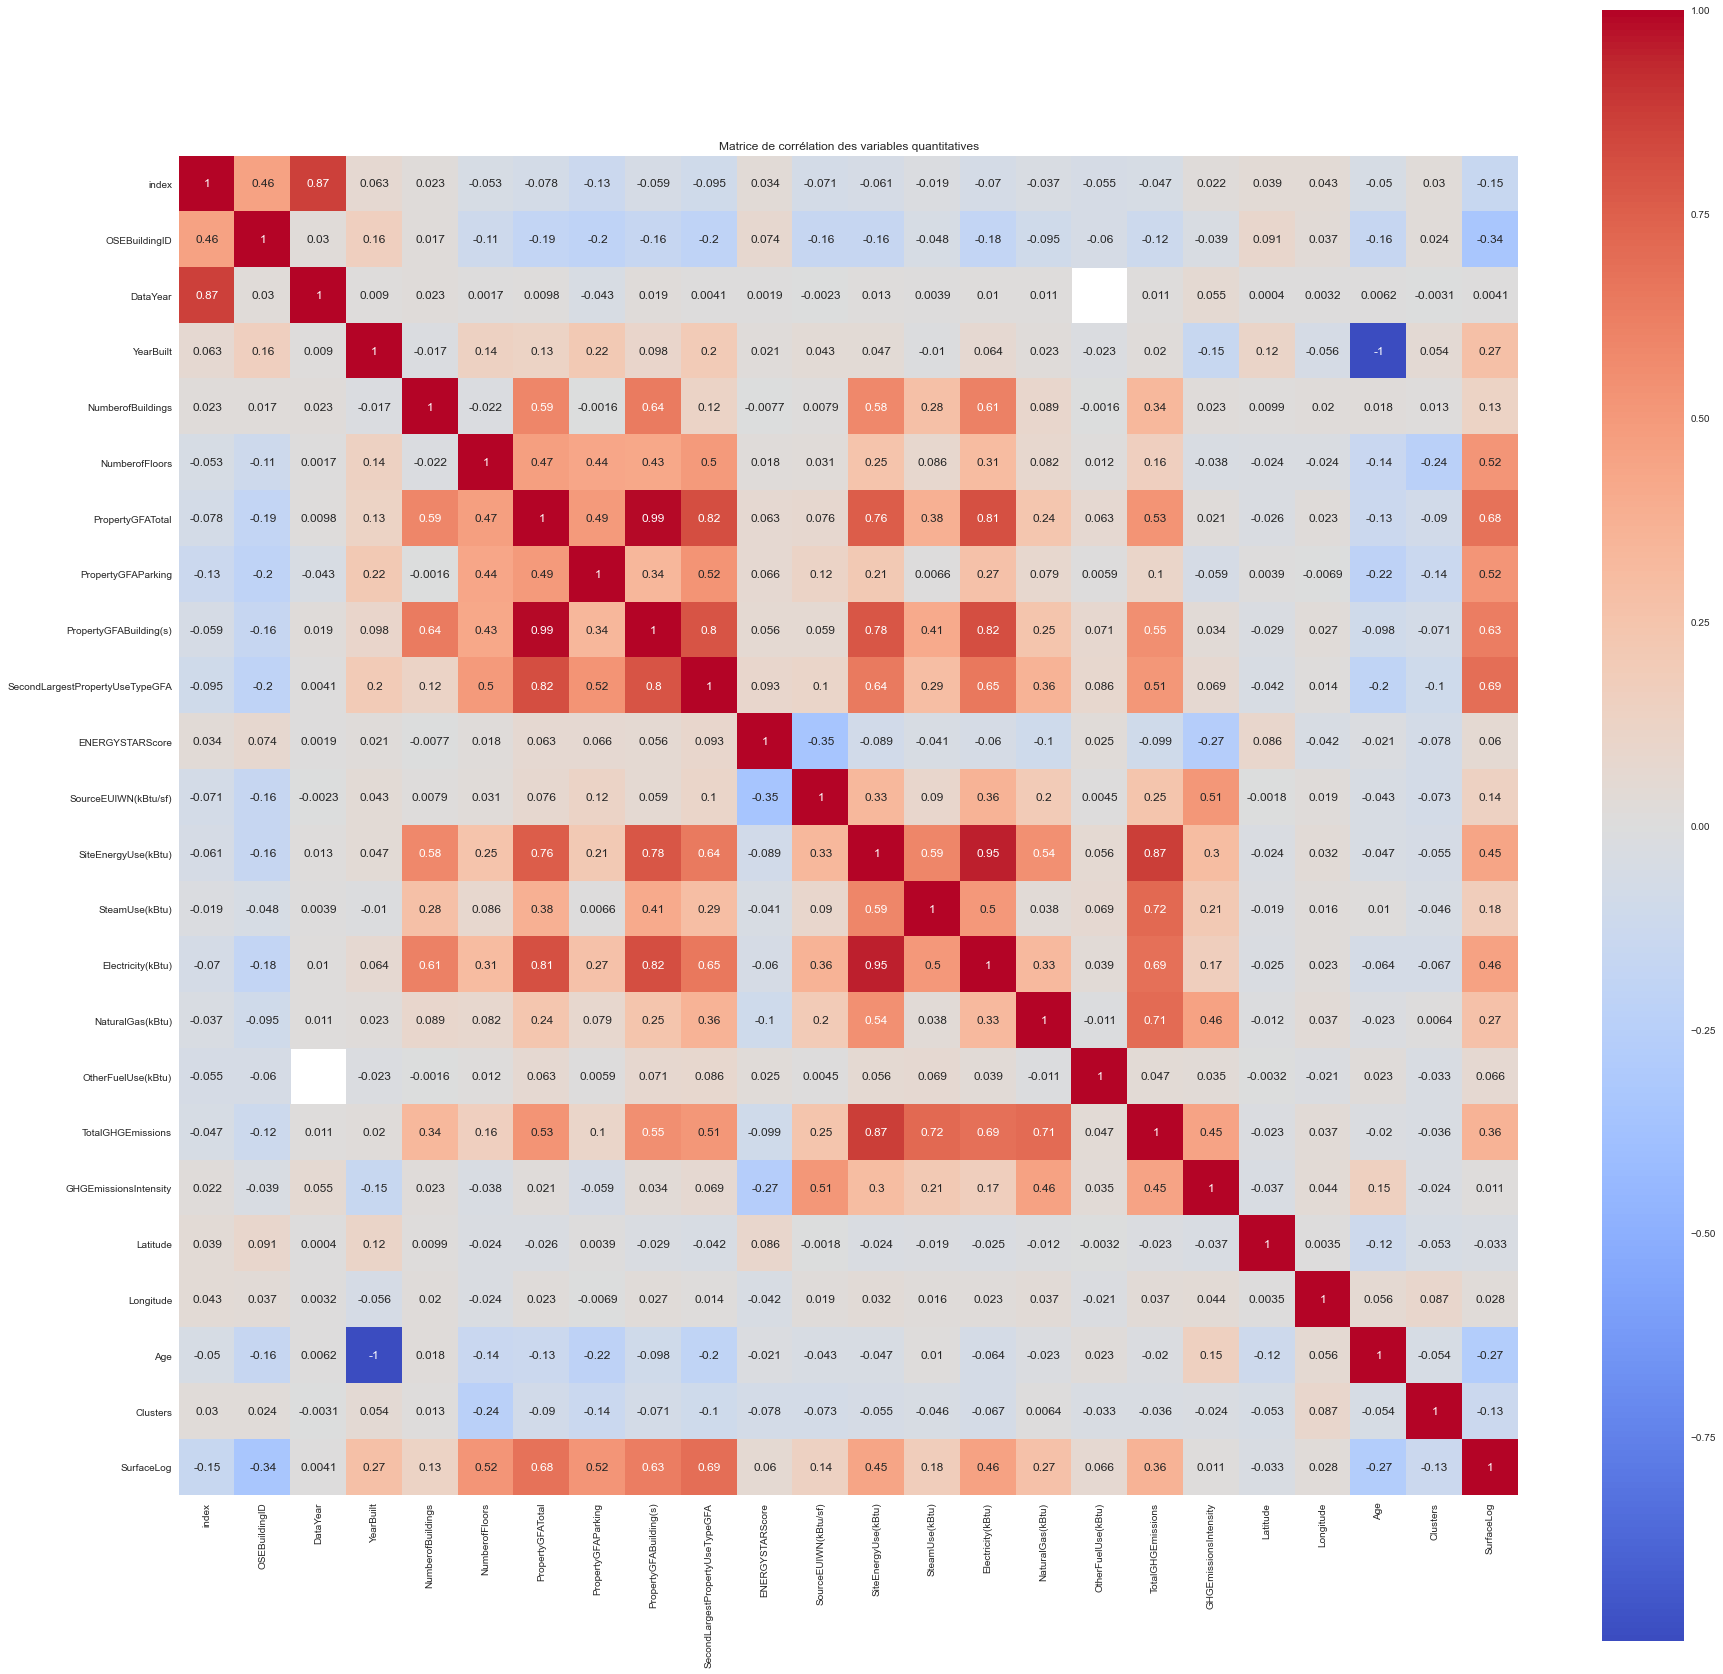 Matrice de corrélation des variables quantitatives
index 1 0.46 0.87 0.063 0.023 -0.053 -0.078 -0.13 -0.059 -0.095 0.034 -0.071 -0.061 -0.019 -0.07 -0.037 -0.055 -0.047 0.022 0.039 0.043 -0.05 0.03 -0.15
OSEBuildingID 0.46 1 0.03 0.16 0.017 -0.11 -0.19 -0.2 -0.16 -0.2 0.074 -0.16 -0.16 -0.048 -0.18 -0.095 -0.06 -0.12 -0.039 0.091 0.037 -0.16 0.024 -0.34
DataYear 0.87 0.03 1 0.009 0.023 0.0017 0.0098 -0.043 0.019 0.0041 0.0019 -0.0023 0.013 0.0039 0.01 0.011 0.011 0.055 0.0004 0.0032 0.0062 -0.0031 0.0041
YearBuilt 0.063 0.16 0.009 1 -0.017 0.14 0.13 0.22 0.098 0.2 0.021 0.043 0.047 -0.01 0.064 0.023 -0.023 0.02 -0.15 0.12 -0.056 -1 0.054 0.27
NumberofBuildings 0.023 0.017 0.023 -0.017 1 -0.022 0.59 -0.0016 0.64 0.12 -0.0077 0.0079 0.58 0.28 0.61 0.089 -0.0016 0.34 0.023 0.0099 0.02 0.018 0.013 0.13
NumberofFloors -0.053 -0.11 0.0017 0.14 -0.022 1 0.47 0.44 0.43 0.5 0.018 0.031 0.25 0.086 0.31 0.082 0.012 0.16 -0.038 -0.024 -0.024 -0.14 -0.24 0.52
PropertyGFATotal -0.078 -0.19 0.0098 0.13 0.59 0.47 1 0.49 0.99 0.82 0.063 0.076 0.76 0.38 0.81 0.24 0.063 0.53 0.021 -0.026 0.023 -0.13 -0.09 0.68
PropertyGFAParking -0.13 -0.2 -0.043 0.22 -0.0016 0.44 0.49 1 0.34 0.52 0.066 0.12 0.21 0.0066 0.27 0.079 0.0059 0.1 -0.059 0.0039 -0.0069 -0.22 -0.14 0.52
PropertyGFABuilding(s) -0.059 -0.16 0.019 0.098 0.64 0.43 0.99 0.34 1 0.8 0.056 0.059 0.78 0.41 0.82 0.25 0.071 0.55 0.034 -0.029 0.027 -0.098 -0.071 0.63
SecondLargestPropertyUseTypeGFA -0.095 -0.2 0.0041 0.2 0.12 0.5 0.82 0.52 0.8 1 0.093 0.1 0.64 0.29 0.65 0.36 0.086 0.51 0.069 -0.042 0.014 -0.2 -0.1 0.69
ENERGYSTARScore 0.034 0.074 0.0019 0.021 -0.0077 0.018 0.063 0.066 0.056 0.093 1 -0.35 -0.089 -0.041 -0.06 -0.1 0.025 -0.099 -0.27 0.086 -0.042 -0.021 -0.078 0.06
SourceEUIWN(kBtu/sf) -0.071 -0.16 -0.0023 0.043 0.0079 0.031 0.076 0.12 0.059 0.1 -0.35 1 0.33 0.09 0.36 0.2 0.0045 0.25 0.51 -0.0018 0.019 -0.043 -0.073 0.14
SiteEnergyUse(kBtu) -0.061 -0.16 0.013 0.047 0.58 0.25 0.76 0.21 0.78 0.64 -0.089 0.33 1 0.59 0.95 0.54 0.056 0.87 0.3 -0.024 0.032 -0.047 -0.055 0.45
SteamUse(kBtu) -0.019 -0.048 0.0039 -0.01 0.28 0.086 0.38 0.0066 0.41 0.29 -0.041 0.09 0.59 1 0.5 0.038 0.069 0.72 0.21 -0.019 0.016 0.01 -0.046 0.18
Electricity(kBtu) -0.07 -0.18 0.01 0.064 0.61 0.31 0.81 0.27 0.82 0.65 -0.06 0.36 0.95 0.5 1 0.33 0.039 0.69 0.17 -0.025 0.023 -0.064 -0.067 0.46
NaturalGas(kBtu) -0.037 -0.095 0.011 0.023 0.089 0.082 0.24 0.079 0.25 0.36 -0.1 0.2 0.54 0.038 0.33 1 -0.011 0.71 0.46 -0.012 0.037 -0.023 0.0064 0.27
OtherFuelUse(kBtu) -0.055 -0.06 -0.023 -0.0016 0.012 0.063 0.0059 0.071 0.086 0.025 0.0045 0.056 0.069 0.039 -0.011 1 0.047 0.035 -0.0032 -0.021 0.023 -0.033 0.066
TotalGHGEmissions -0.047 -0.12 0.011 0.02 0.34 0.16 0.53 0.1 0.55 0.51 -0.099 0.25 0.87 0.72 0.69 0.71 0.047 1 0.45 -0.023 0.037 -0.02 -0.036 0.36
GHGEmissionsIntensity 0.022 -0.039 0.055 -0.15 0.023 -0.038 0.021 -0.059 0.034 0.069 -0.27 0.51 0.3 0.21 0.17 0.46 0.035 0.45 1 -0.037 0.044 0.15 -0.024 0.011
Latitude 0.039 0.091 0.0004 0.12 0.0099 -0.024 -0.026 0.0039 -0.029 -0.042 0.086 -0.0018 -0.024 -0.019 -0.025 -0.012 -0.0032 -0.023 -0.037 1 0.0035 -0.12 -0.053 -0.033
Longitude 0.043 0.037 0.0032 -0.056 0.02 -0.024 0.023 -0.0069 0.027 0.014 -0.042 0.019 0.032 0.016 0.023 0.037 -0.021 0.037 0.044 0.0035 1 0.056 0.087 0.028
Age -0.05 -0.16 0.0062 -1 0.018 -0.14 -0.13 -0.22 -0.098 -0.2 -0.021 -0.043 -0.047 0.01 -0.064 -0.023 0.023 -0.02 0.15 -0.12 0.056 1 -0.054 -0.27
Clusters 0.03 0.024 -0.0031 0.054 0.013 -0.24 -0.09 -0.14 -0.071 -0.1 -0.078 -0.073 -0.055 -0.046 -0.067 0.0064 -0.033 -0.036 -0.024 -0.053 0.087 -0.054 1 -0.13
SurfaceLog -0.15 -0.34 0.0041 0.27 0.13 0.52 0.68 0.52 0.63 0.69 0.06 0.14 0.45 0.18 0.46 0.27 0.066 0.36 0.011 -0.033 0.028 -0.27 -0.13 1
index
OSEBuildingID
DataYear
YearBuilt
NumberofBuildings
NumberofFloors
PropertyGFATotal
PropertyGFAParking
PropertyGFABuilding(s)
SecondLargestPropertyUseTypeGFA
ENERGYSTARScore
SourceEUIWN(kBtu/sf)
SiteEnergyUse(kBtu)
SteamUse(kBtu)
Electricity(kBtu)
NaturalGas(kBtu)
OtherFuelUse(kBtu)
TotalGHGEmissions
GHGEmissionsIntensity
Latitude
Longitude
Age
Clusters
SurfaceLog
1.00
0.75
0.50
0.25
0.00
−0.25
−0.50
−0.75